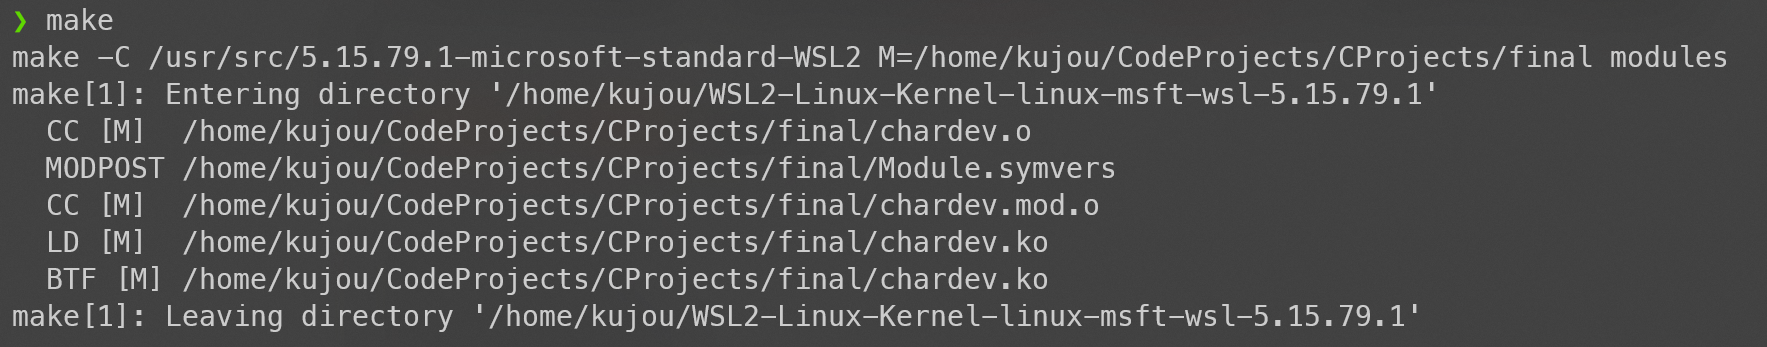 ❯ make
make -C /usr/src/5.15.79.1-microsoft-standard-WSL2 M=/home/kujou/CodeProjects/CProjects/final modules
make[1]: Entering directory '/home/kujou/WSL2-Linux-Kernel-linux-msft-wsl-5.15.79.1'
  CC [M]  /home/kujou/CodeProjects/CProjects/final/chardev.o
  MODPOST /home/kujou/CodeProjects/CProjects/final/Module.symvers
  CC [M]  /home/kujou/CodeProjects/CProjects/final/chardev.mod.o
  LD [M]  /home/kujou/CodeProjects/CProjects/final/chardev.ko
  BTF [M] /home/kujou/CodeProjects/CProjects/final/chardev.ko
make[1]: Leaving directory '/home/kujou/WSL2-Linux-Kernel-linux-msft-wsl-5.15.79.1'